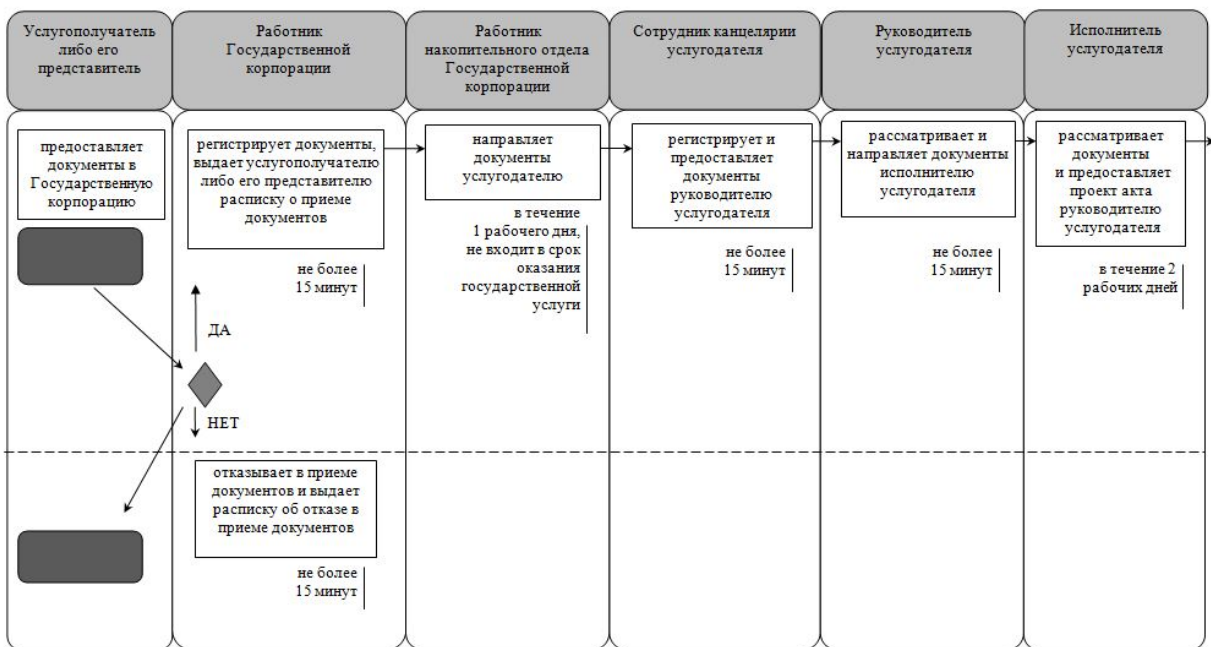 Услугополучатель
либо его
представитель
Работник
Государственной
корпорации
Работник
накопительного отдела
Государственной
корпорации
Сотрудник канцелярии
услугодателя
Руководитель
услугодателя
Исполнитель
услугодателя
предоставляет
документы в
Государственную
корпорацию
регистрирует документы,
выдает услугополучателю
либо его представителю
расписку о приеме
документов
не более
15 минут
ДА
НЕТ
отказывает в приеме
документов и выдает
расписку об отказе в
приеме документов
не более
15 минут
направляет
документы
услугодателю
в течение
1 рабочего дня,
не входит в срок
оказания
государственной
услуги
регистрирует и
предоставляет
документы
руководителю
услугодателя
не более
15 минут
рассматривает и
направляет документы
исполнителю
услугодателя
не более
15 минут
рассматривает
документы
и предоставляет
проект акта
руководителю
услугодателя
в течение 2
рабочих дней